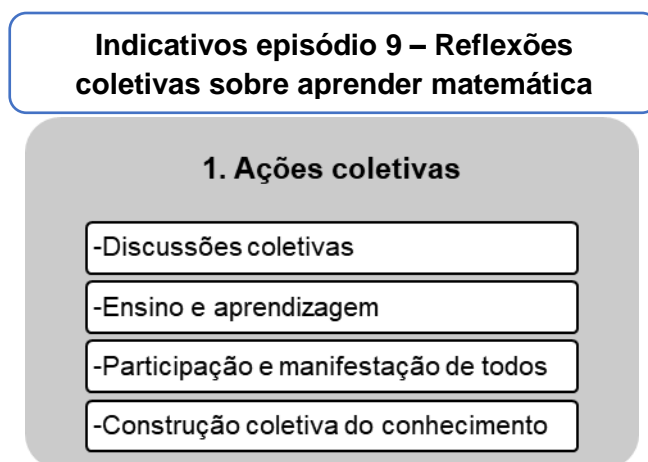 Indicativos episódio 9 – Reflexões
coletivas sobre aprender matemática
1. Ações coletivas
-Discussões coletivas
-Ensino e aprendizagem
-Participação e manifestação de todos
-Construção coletiva do conhecimento